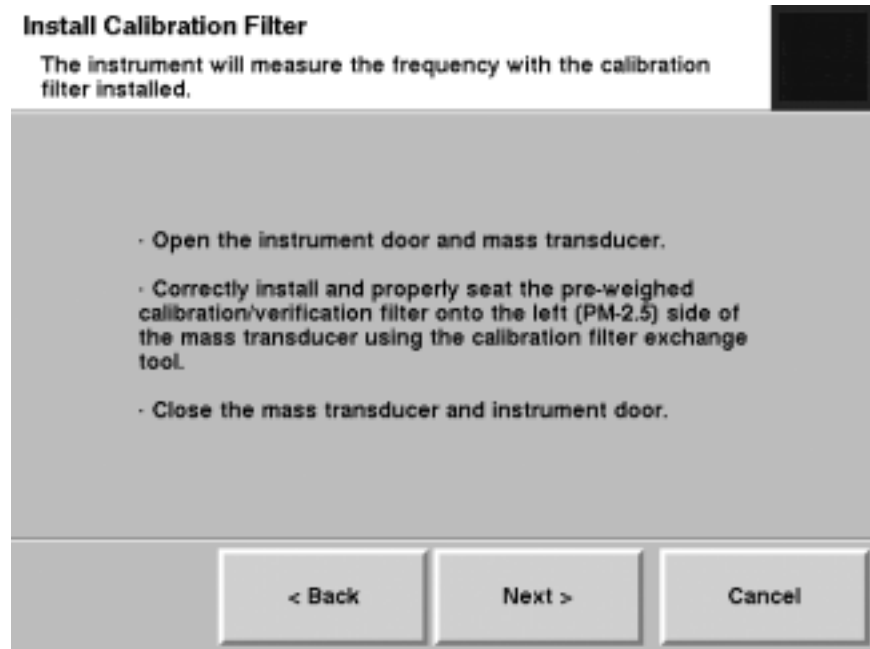 Install Calibration Filter
The instrument will measure the frequency with the calibration
filter installed.
· Open the instrument door and mass transducer.
· Correctly install and properly seat the pre-weighed
calibration/verification filter onto the left (PM-2.5) side of
the mass transducer using the calibration filter exchange
tool.
· Close the mass transducer and instrument door.
< Back
Next >
Cancel